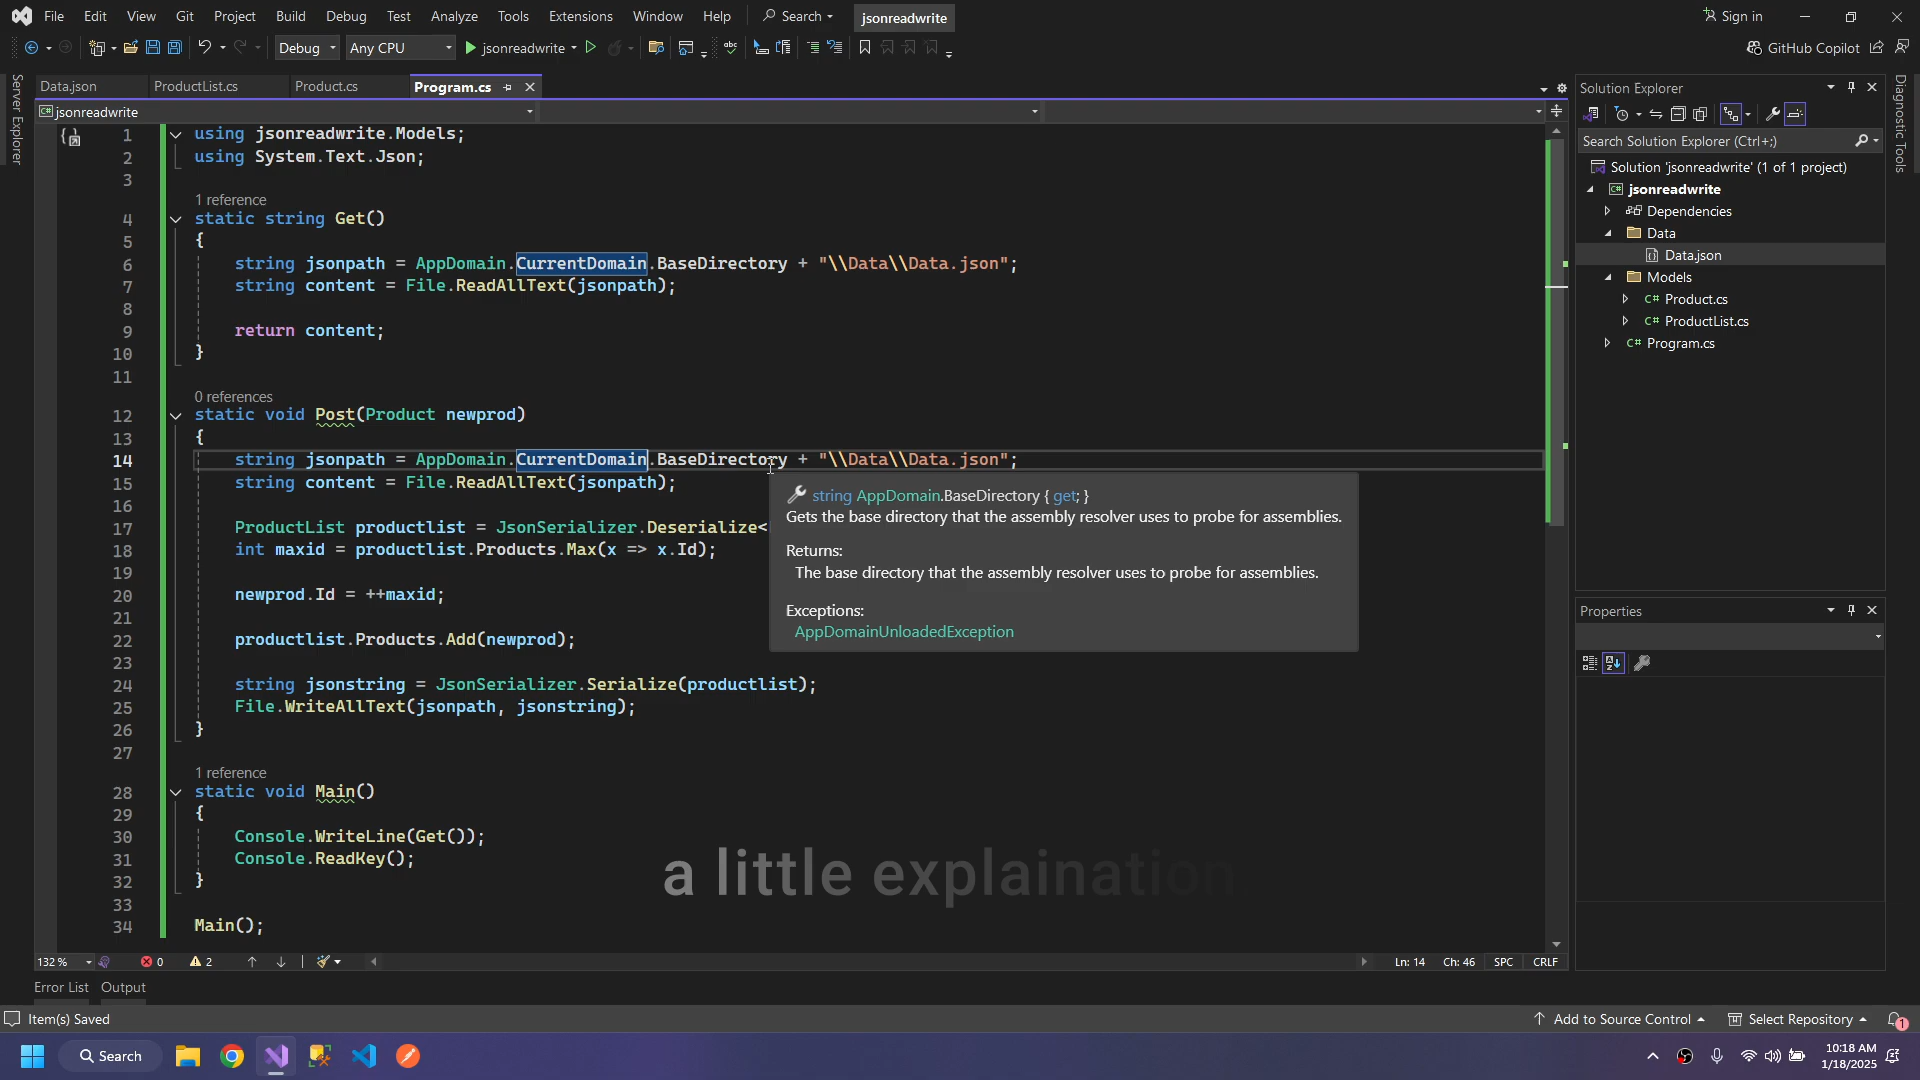 File Edit View Git Project Build Debug Test Analyze Tools Extensions Window Help Search jsonreadwrite Sign in
Debug Any CPU jsonreadwrite GitHub Copilot
Server Explorer
Data.json ProductList.cs Product.cs Program.cs
jsonreadwrite
1 using jsonreadwrite.Models;
2 using System.Text.Json;
3
1 reference
4 static string Get()
5 {
6 string jsonpath = AppDomain.CurrentDomain.BaseDirectory + "\\Data\\Data.json";
7 string content = File.ReadAllText(jsonpath);
8
9 return content;
10 }
11
0 references
12 static void Post(Product newprod)
13 {
14 string jsonpath = AppDomain.CurrentDomain.BaseDirectory + "\\Data\\Data.json";
15 string content = File.ReadAllText(jsonpath);
16
17 ProductList productlist = JsonSerializer.Deserialize<
18 int maxid = productlist.Products.Max(x => x.Id);
19
20 newprod.Id = ++maxid;
21
22 productlist.Products.Add(newprod);
23
24 string jsonstring = JsonSerializer.Serialize(productlist);
25 File.WriteAllText(jsonpath, jsonstring);
26 }
27
1 reference
28 static void Main()
29 {
30 Console.WriteLine(Get());
31 Console.ReadKey();
32 }
33
34 Main();
string AppDomain.BaseDirectory { get; }
Gets the base directory that the assembly resolver uses to probe for assemblies.
Returns:
The base directory that the assembly resolver uses to probe for assemblies.
Exceptions:
AppDomainUnloadedException
a little explaination
132 % 0 2 Ln: 14 Ch: 46 SPC CRLF
Solution Explorer
Search Solution Explorer (Ctrl+;)
Solution 'jsonreadwrite' (1 of 1 project)
jsonreadwrite
Dependencies
Data
Data.json
Models
C# Product.cs
C# ProductList.cs
C# Program.cs
Properties
Diagnostic Tools
Error List Output
Item(s) Saved Add to Source Control Select Repository 1
Search
10:18 AM
1/18/2025